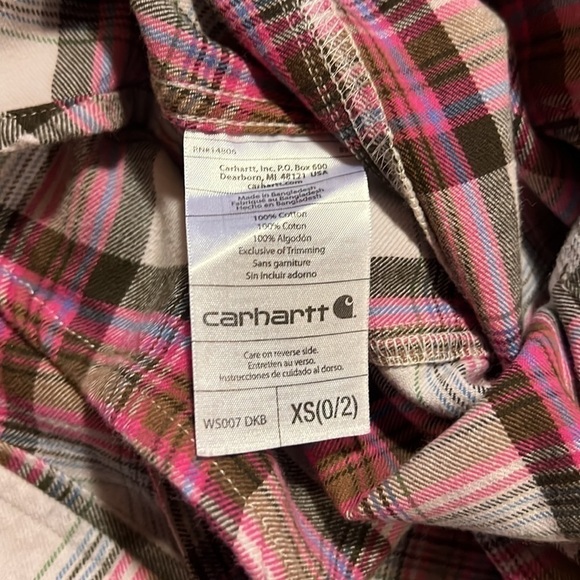 RN#14806
Carhartt, Inc. P.O. Box 600
Dearborn, MI 48121 USA
carhartt.com
Made in Bangladesh
Fabriqué au Bangladesh
Hecho en Bangladesh
100% Cotton
100% Coton
100% Algodón
Exclusive of Trimming
Sans garniture
Sin incluir adorno
carhartt
Care on reverse side.
Entretien au verso.
Instrucciones de cuidado al dorso.
WS007 DKB XS(0/2)